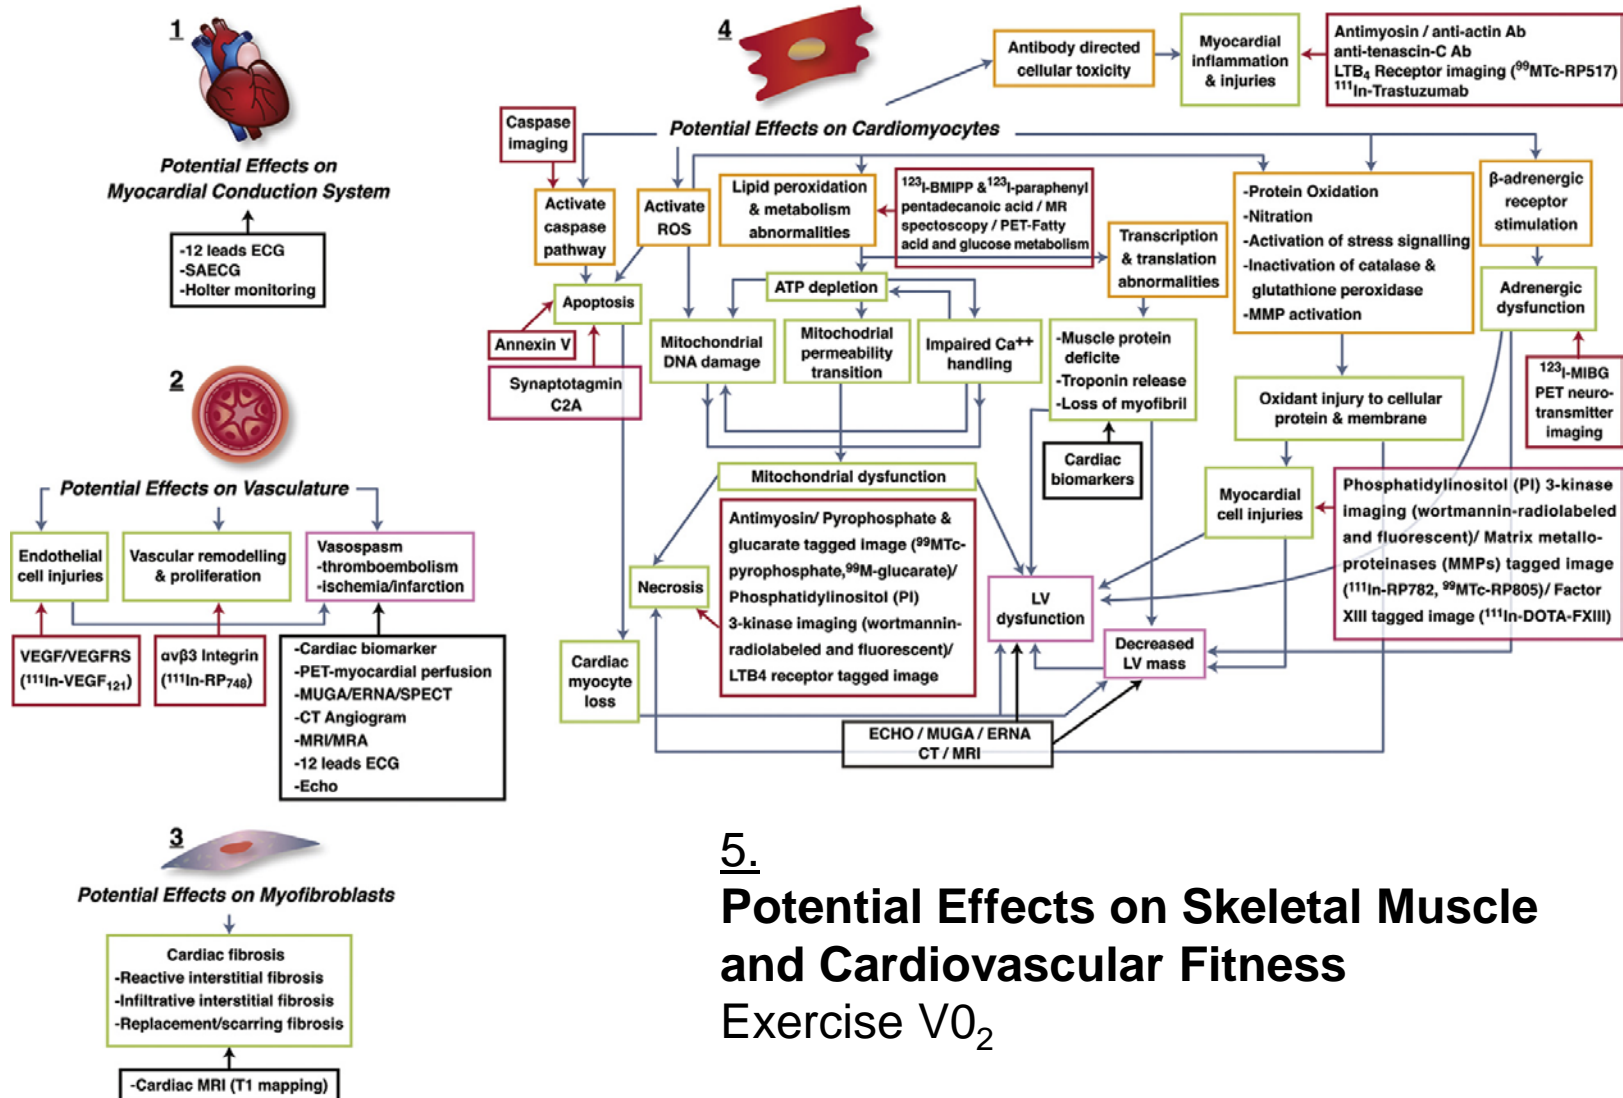 1
Potential Effects on
Myocardial Conduction System
-12 leads ECG
-SAECG
-Holter monitoring
2
Potential Effects on Vasculature
Endothelial
cell injuries
Vascular remodelling
& proliferation
Vasospasm
-thromboembolism
-ischemia/infarction
VEGF/VEGFRS
(¹¹¹In-VEGF₁₂₁)
αvβ3 Integrin
(¹¹¹In-RP₇₄₈)
-Cardiac biomarker
-PET-myocardial perfusion
-MUGA/ERNA/SPECT
-CT Angiogram
-MRI/MRA
-12 leads ECG
-Echo
3
Potential Effects on Myofibroblasts
Cardiac fibrosis
-Reactive interstitial fibrosis
-Infiltrative interstitial fibrosis
-Replacement/scarring fibrosis
-Cardiac MRI (T1 mapping)
4
Antibody directed
cellular toxicity
Myocardial
inflammation
& injuries
Antimyosin / anti-actin Ab
anti-tenascin-C Ab
LTB₄ Receptor imaging (⁹⁹MTc-RP517)
¹¹¹In-Trastuzumab
Potential Effects on Cardiomyocytes
Caspase
imaging
Activate
caspase
pathway
Activate
ROS
Lipid peroxidation
& metabolism
abnormalities
¹²³I-BMIPP &¹²³I-paraphenyl
pentadecanoic acid / MR
spectoscopy / PET-Fatty
acid and glucose metabolism
Transcription
& translation
abnormalities
-Protein Oxidation
-Nitration
-Activation of stress signalling
-Inactivation of catalase &
glutathione peroxidase
-MMP activation
β-adrenergic
receptor
stimulation
Apoptosis
ATP depletion
Adrenergic
dysfunction
Annexin V
Synaptotagmin
C2A
Mitochondrial
DNA damage
Mitochodrial
permeability
transition
Impaired Ca⁺⁺
handling
-Muscle protein
deficite
-Troponin release
-Loss of myofibril
Cardiac
biomarkers
Oxidant injury to cellular
protein & membrane
¹²³I-MIBG
PET neuro-
transmitter
imaging
Mitochondrial dysfunction
Myocardial
cell injuries
Phosphatidylinositol (PI) 3-kinase
imaging (wortmannin-radiolabeled
and fluorescent)/ Matrix metallo-
proteinases (MMPs) tagged image
(¹¹¹In-RP782, ⁹⁹MTc-RP805)/ Factor
XIII tagged image (¹¹¹In-DOTA-FXIII)
Necrosis
Antimyosin/ Pyrophosphate &
glucarate tagged image (⁹⁹MTc-
pyrophosphate,⁹⁹M-glucarate)/
Phosphatidylinositol (PI)
3-kinase imaging (wortmannin-
radiolabeled and fluorescent)/
LTB4 receptor tagged image
LV
dysfunction
Decreased
LV mass
Cardiac
myocyte
loss
ECHO / MUGA / ERNA
CT / MRI
5.
Potential Effects on Skeletal Muscle
and Cardiovascular Fitness
Exercise V0₂